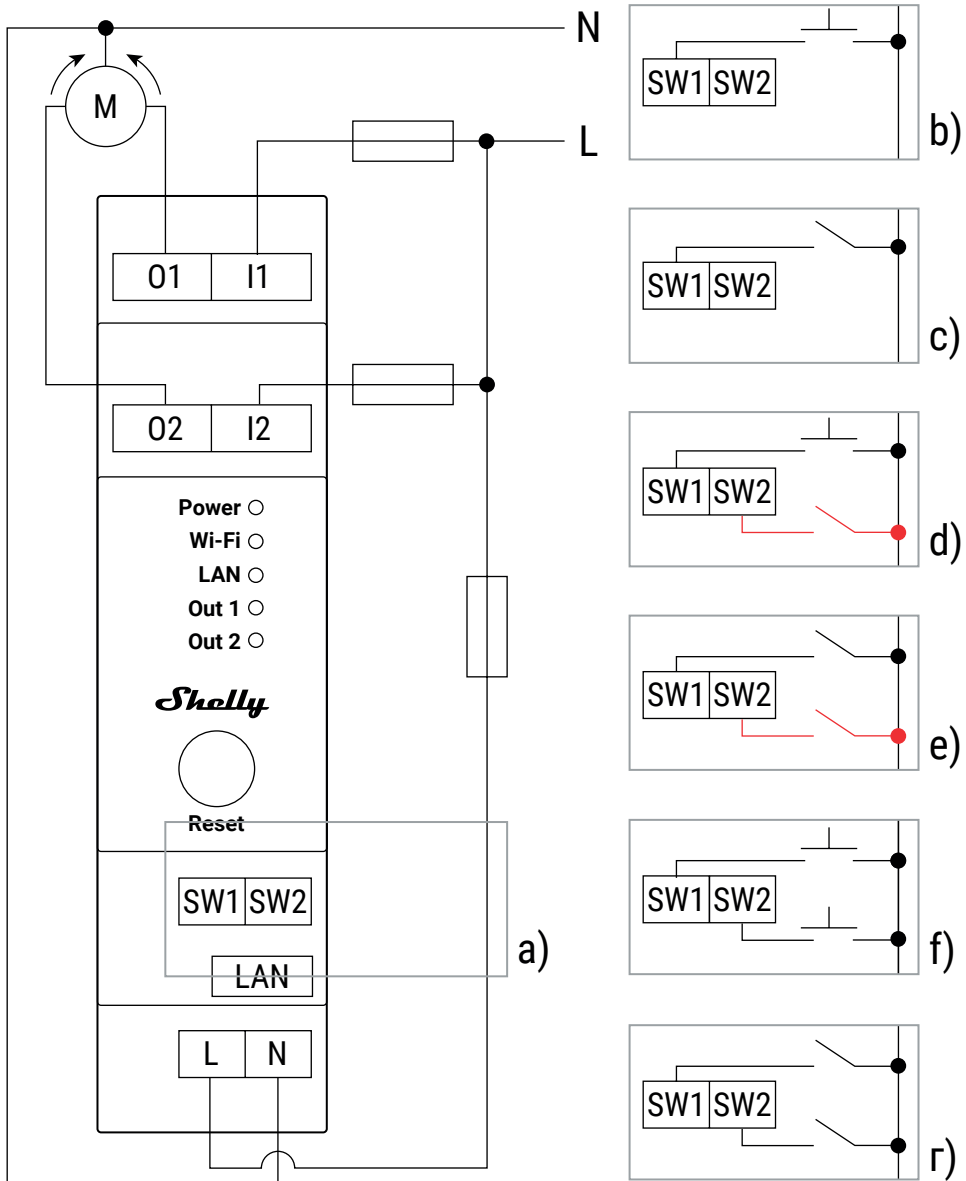 N
M
L
b)
SW1 SW2
O1 I1
c)
SW1 SW2
O2 I2
d)
SW1 SW2
Power
Wi-Fi
LAN
Out 1
Out 2
Shelly
Reset
e)
SW1 SW2
SW1 SW2
a)
LAN
f)
SW1 SW2
L N
г)
SW1 SW2